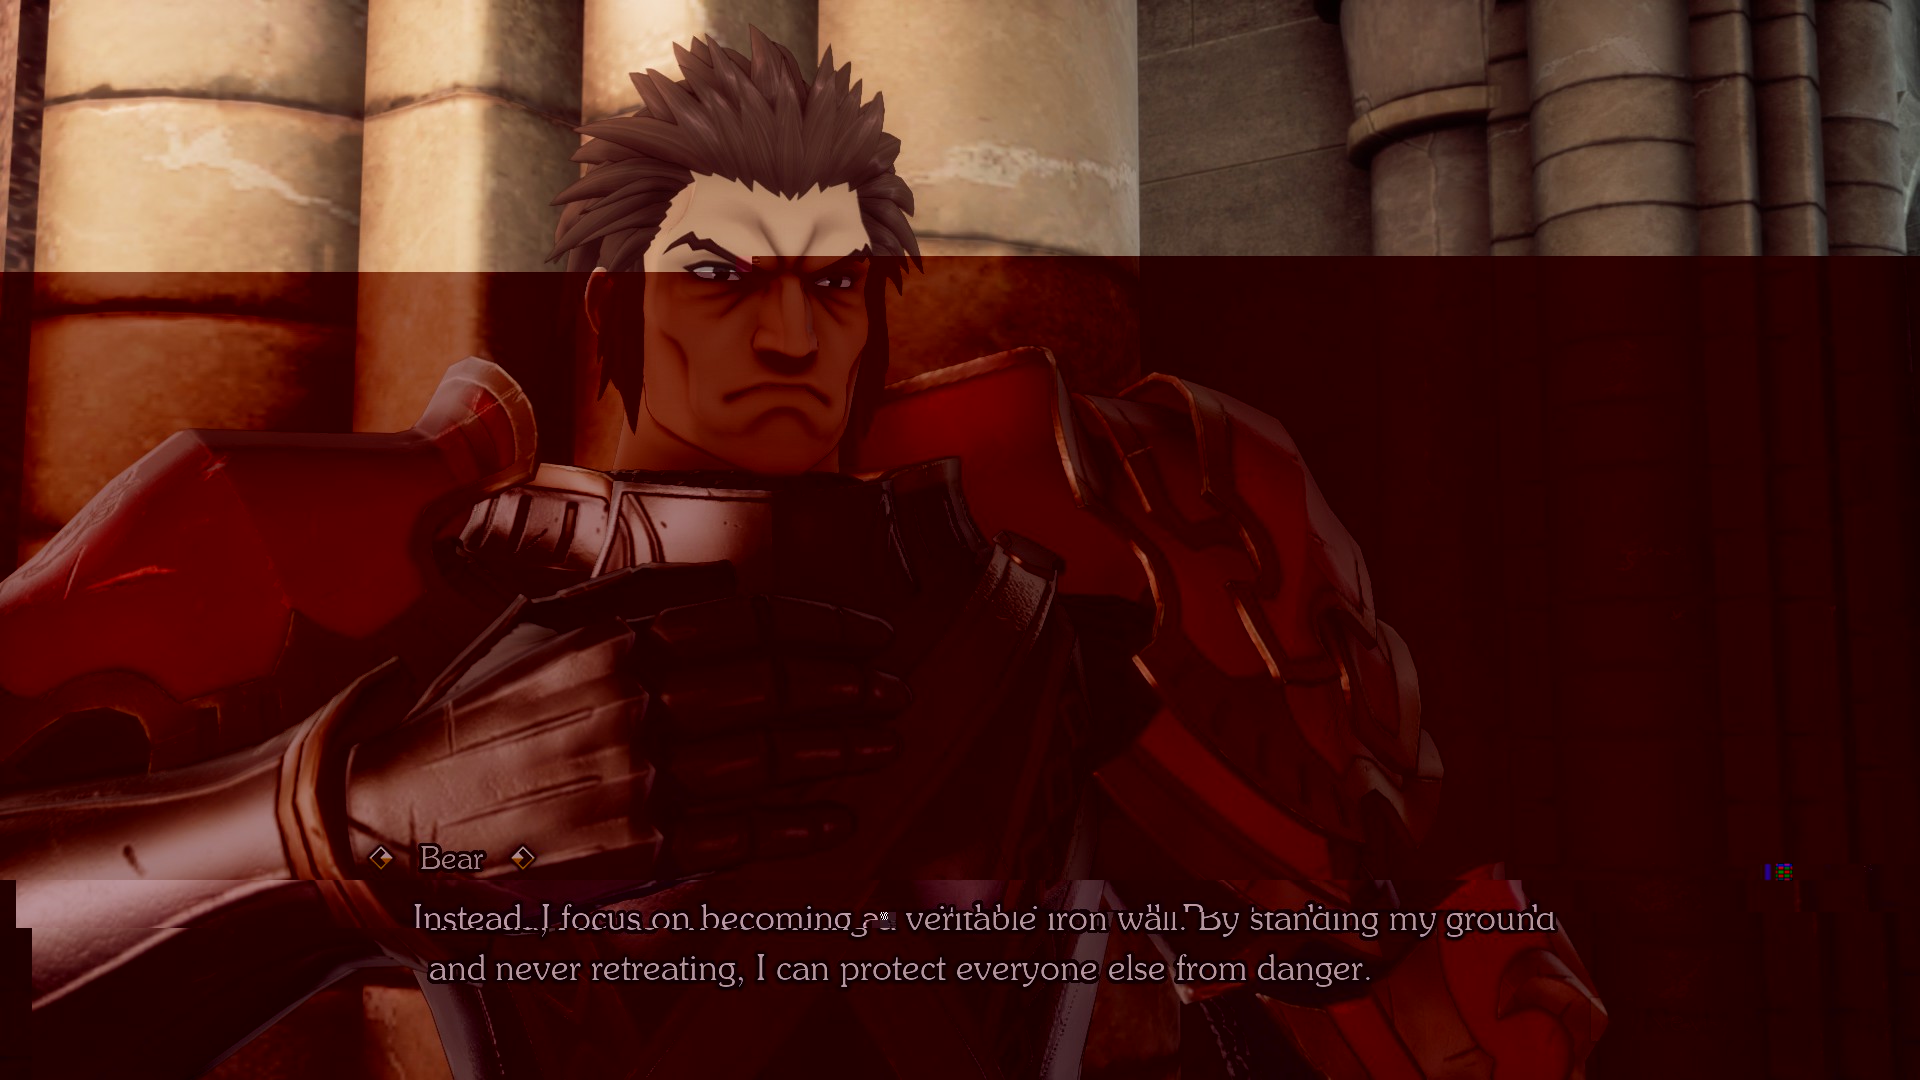 Bear
Instead, I focus on becoming a veritable iron wall. By standing my ground
and never retreating, I can protect everyone else from danger.